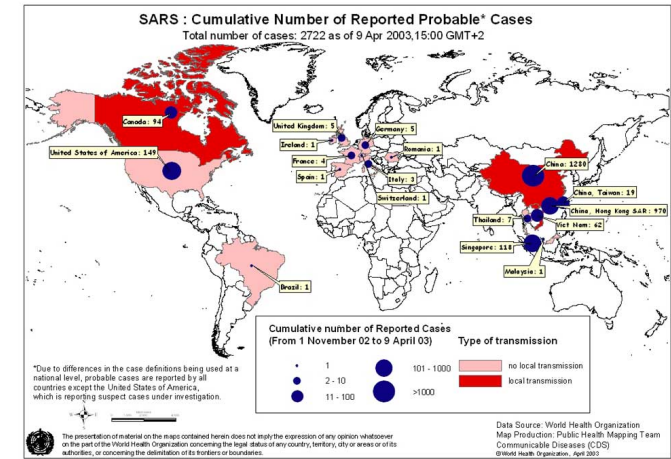 SARS : Cumulative Number of Reported Probable* Cases
Total number of cases: 2722 as of 9 Apr 2003,15:00 GMT+2
Canada: 94
United States of America: 149
United Kingdom: 5
Germany: 5
Ireland: 1
Romania: 1
France: 4
Spain: 1
Italy: 3
Switzerland: 1
China: 1280
China, Taiwan: 19
China, Hong Kong SAR: 970
Thailand: 7
Viet Nam: 62
Singapore: 118
Malaysia: 1
Brazil: 1
Cumulative number of Reported Cases
(From 1 November 02 to 9 April 03)
Type of transmission
1
2 - 10
11 - 100
101 - 1000
>1000
no local transmission
local transmission
*Due to differences in the case definitions being used at a
national level, probable cases are reported by all
countries except the United States of America,
which is reporting suspect cases under investigation.
The presentation of material on the maps contained herein does not imply the expression of any opinion whatsoever
on the part of the World Health Organization concerning the legal status of any country, territory, city or areas or of its
authorities, or concerning the delimitation of its frontiers or boundaries.
Data Source: World Health Organization
Map Production: Public Health Mapping Team
Communicable Diseases (CDS)
©World Health Organization, April 2003